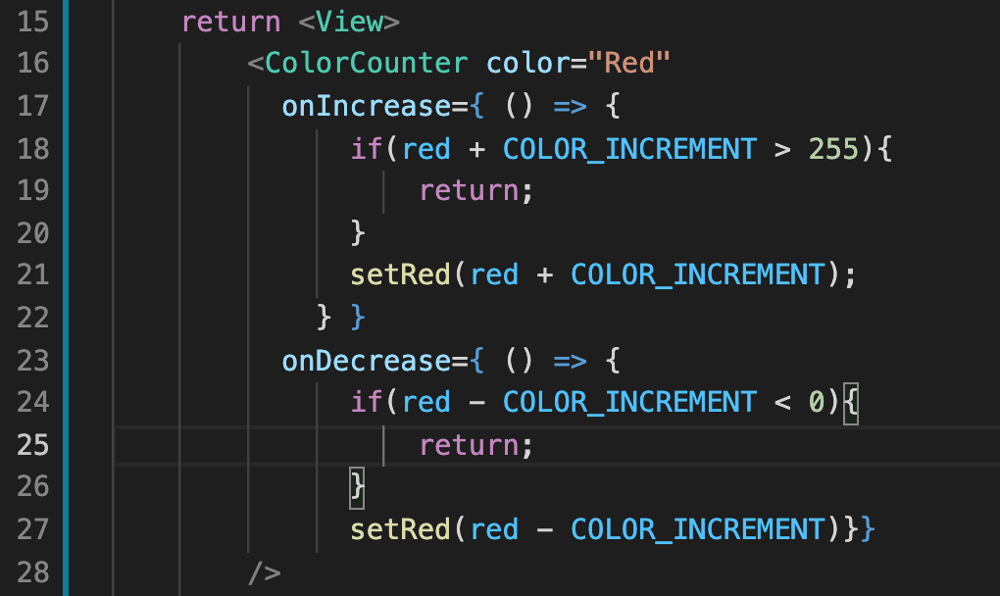 15 return <View>
16 <ColorCounter color="Red"
17 onIncrease={ () => {
18 if(red + COLOR_INCREMENT > 255){
19 return;
20 }
21 setRed(red + COLOR_INCREMENT);
22 } }
23 onDecrease={ () => {
24 if(red - COLOR_INCREMENT < 0){
25 return;
26 }
27 setRed(red - COLOR_INCREMENT)}}
28 />